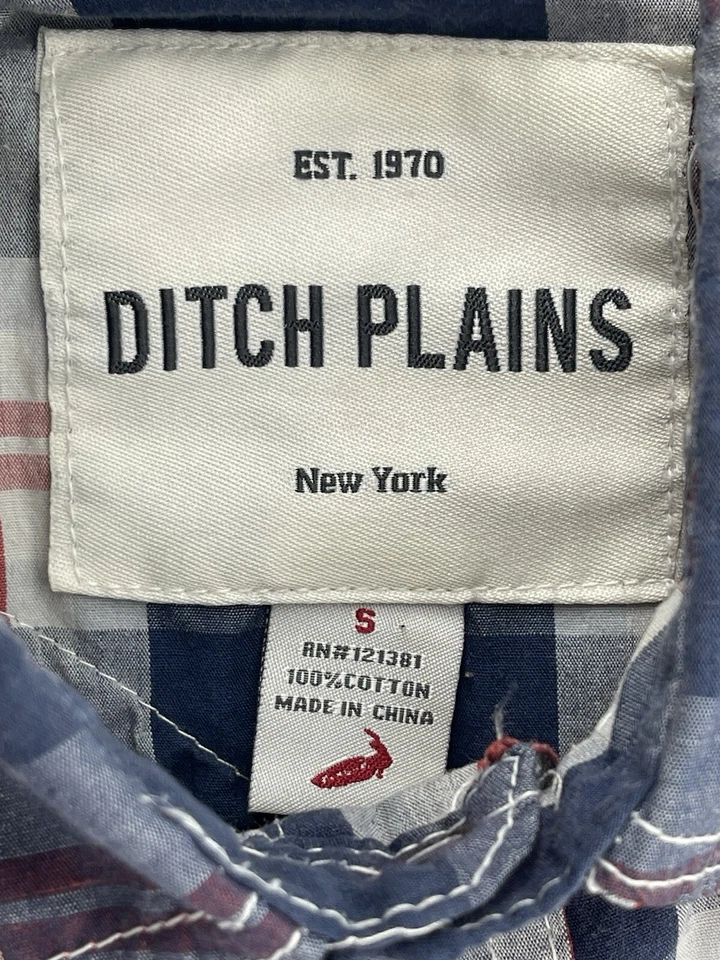 EST. 1970
DITCH PLAINS
New York
S
RN#121381
100%COTTON
MADE IN CHINA